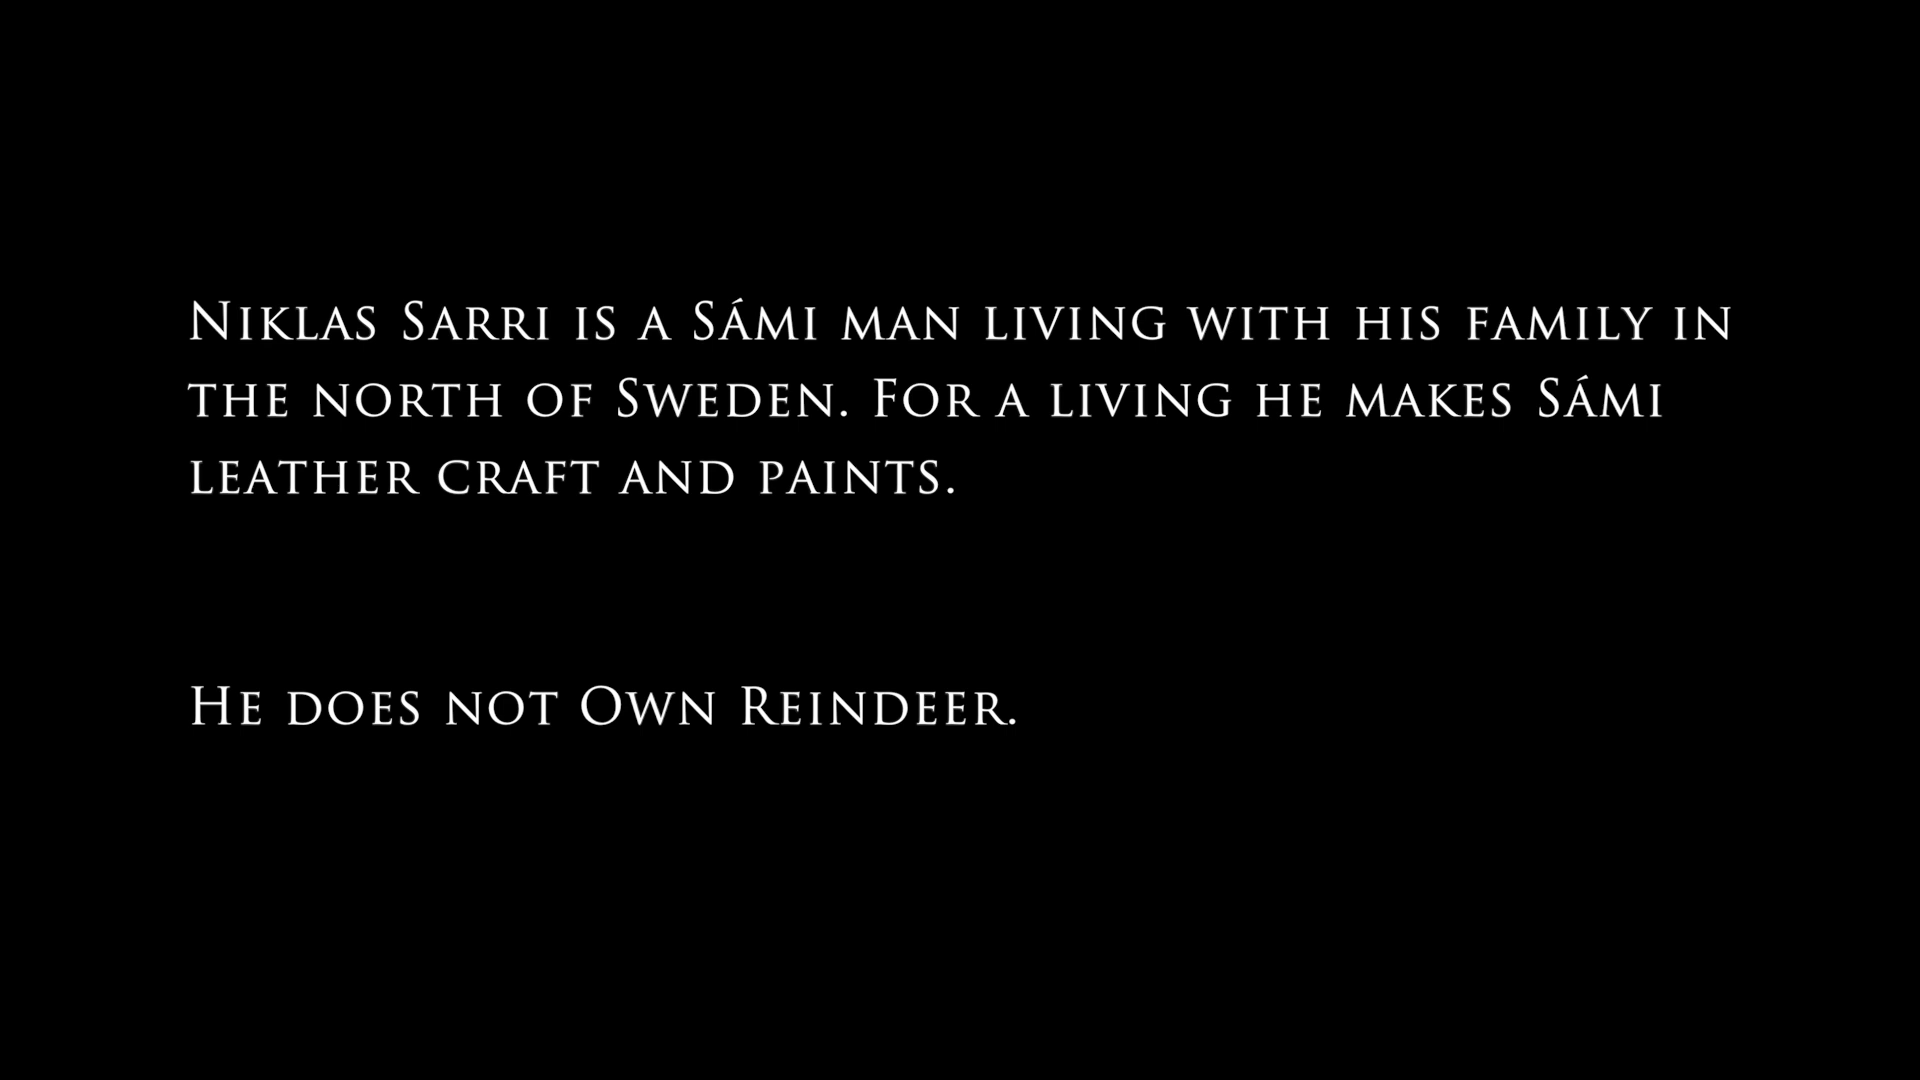 Niklas Sarri is a Sámi man living with his family in
the north of Sweden. For a living he makes Sámi
leather craft and paints.
He does not Own Reindeer.